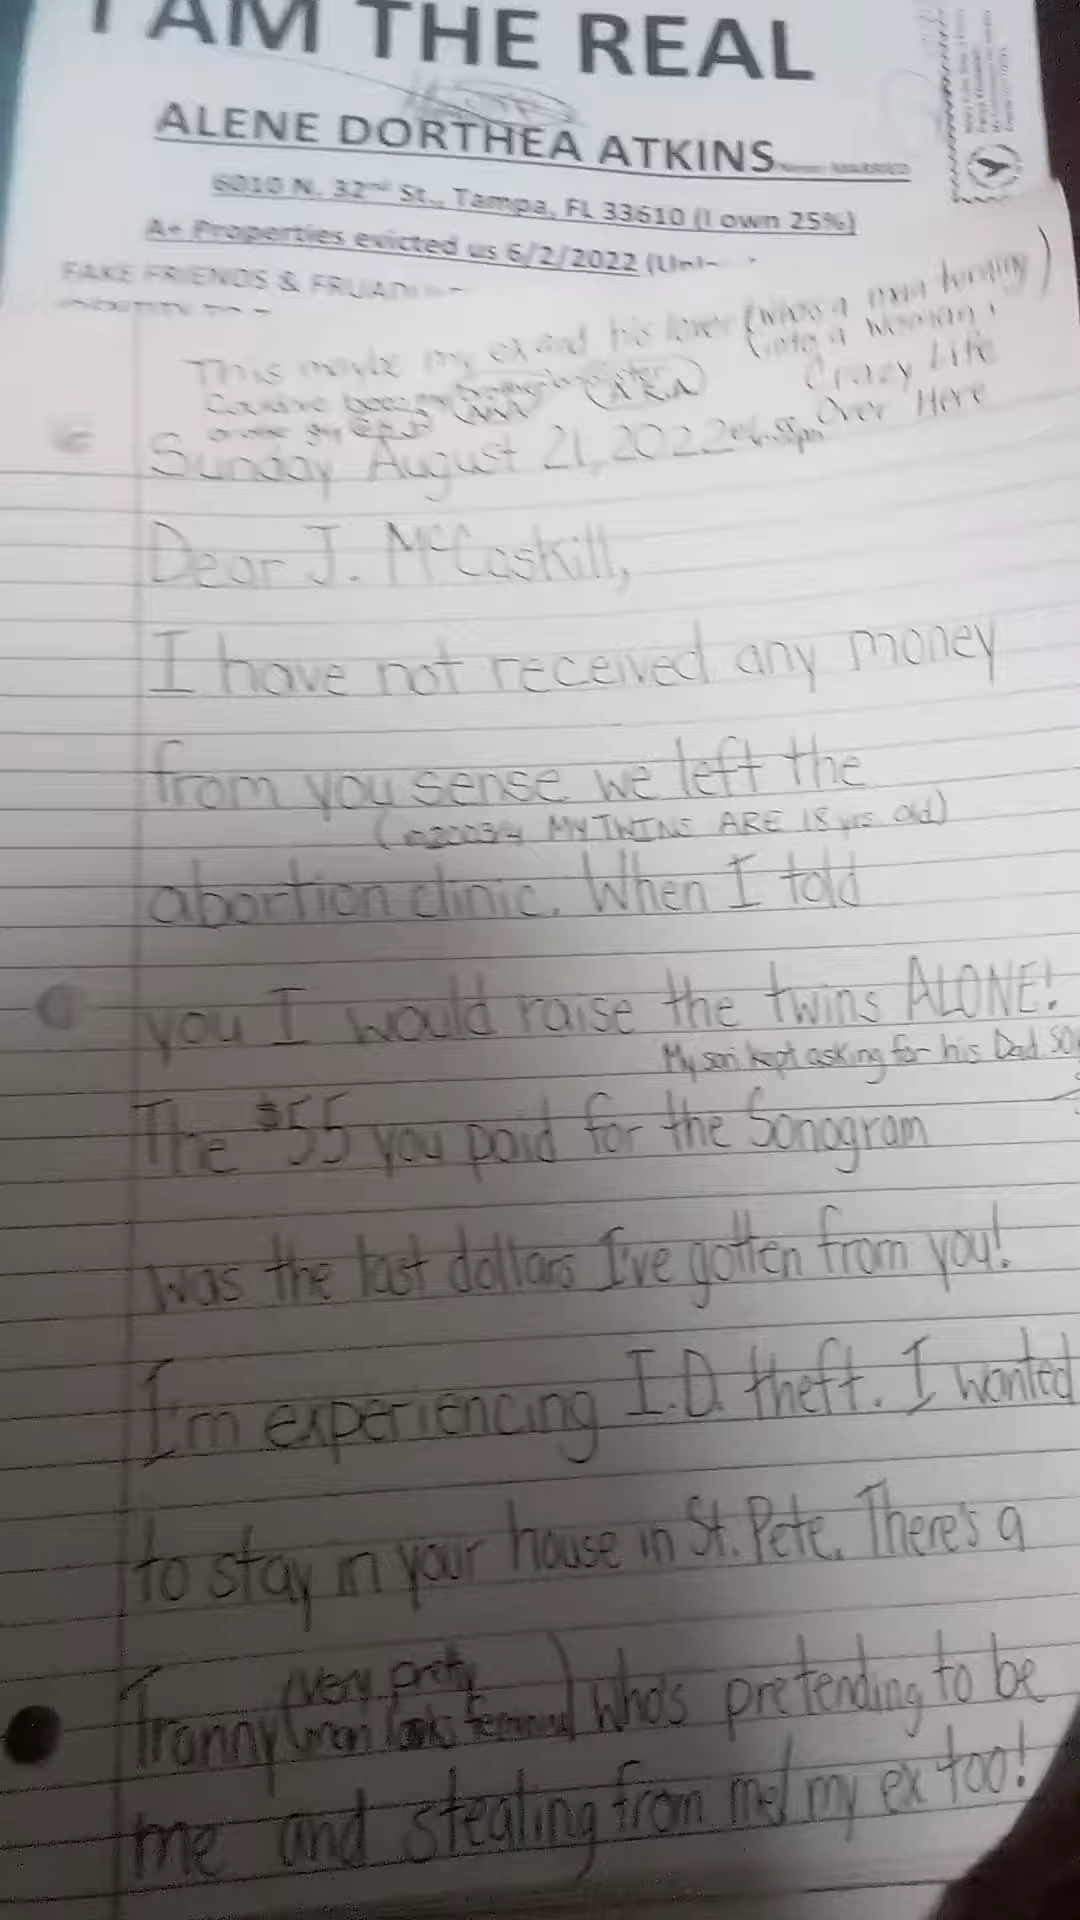 I AM THE REAL
ALENE DORTHEA ATKINS
6010 N. 32nd St., Tampa, FL 33610 (I own 25%)
A+ Properties evicted us 6/2/2022
FAKE FRIENDS &
This maybe my ex and his lover (whos a man turning)
(into a woman)
Crazy Life
Over Here
Sunday August 21, 2022
Dear J. McCaskill,
I have not received any money
from you sense we left the
MY TWINS ARE 18 yrs old)
abortion clinic. When I told
you I would raise the twins ALONE!
My son kept asking for his Dad so
The $55 you paid for the Sonogram
was the last dollars I've gotten from you!
I'm experiencing I.D. theft. I wanted
to stay in your house in St. Pete. There's a
(very pretty
Tranny (man looks feminine) who's pretending to be
me and stealing from me/my ex too!